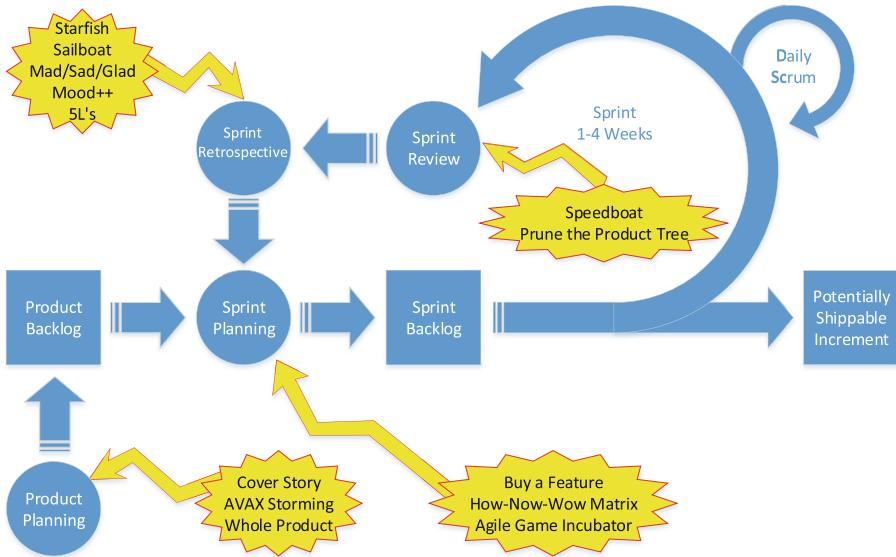 Starfish
Sailboat
Mad/Sad/Glad
Mood++
5L's
Daily
Scrum
Sprint
1-4 Weeks
Sprint
Retrospective
Sprint
Review
Speedboat
Prune the Product Tree
Product
Backlog
Sprint
Planning
Sprint
Backlog
Potentially
Shippable
Increment
Product
Planning
Cover Story
AVAX Storming
Whole Product
Buy a Feature
How-Now-Wow Matrix
Agile Game Incubator